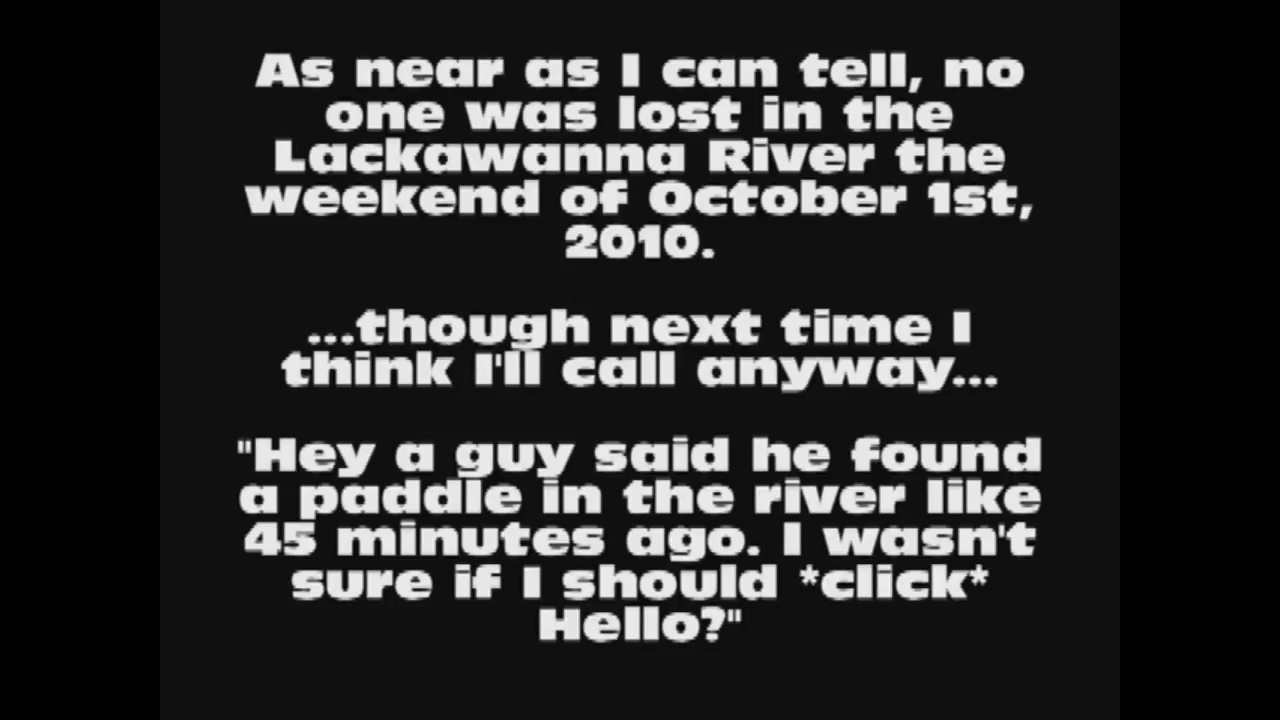 As near as I can tell, no
one was lost in the
Lackawanna River the
weekend of October 1st,
2010.
...though next time I
think I'll call anyway...
"Hey a guy said he found
a paddle in the river like
45 minutes ago. I wasn't
sure if I should *click*
Hello?"